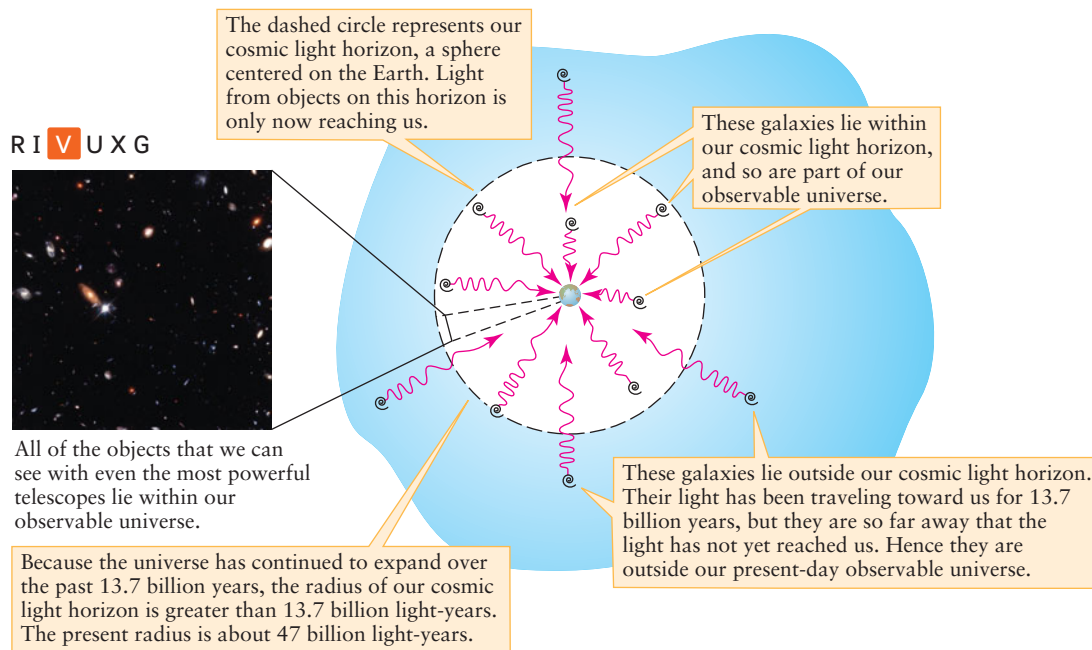 The dashed circle represents our
cosmic light horizon, a sphere
centered on the Earth. Light
from objects on this horizon is
only now reaching us.
These galaxies lie within
our cosmic light horizon,
and so are part of our
observable universe.
R I V U X G
All of the objects that we can
see with even the most powerful
telescopes lie within our
observable universe.
These galaxies lie outside our cosmic light horizon.
Their light has been traveling toward us for 13.7
billion years, but they are so far away that the
light has not yet reached us. Hence they are
outside our present-day observable universe.
Because the universe has continued to expand over
the past 13.7 billion years, the radius of our cosmic
light horizon is greater than 13.7 billion light-years.
The present radius is about 47 billion light-years.